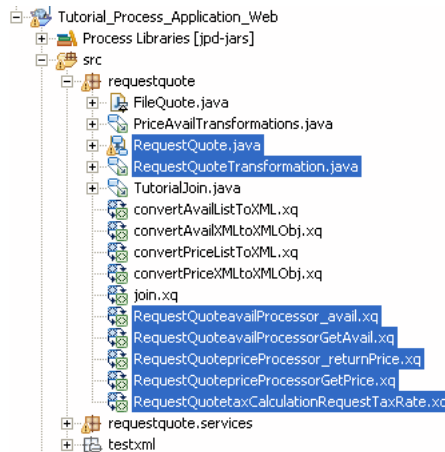 Tutorial_Process_Application_Web
Process Libraries [jpd-jars]
src
requestquote
FileQuote.java
PriceAvailTransformations.java
RequestQuote.java
RequestQuoteTransformation.java
TutorialJoin.java
convertAvailListToXML.xq
convertAvailXMLtoXMLObj.xq
convertPriceListToXML.xq
convertPriceXMLtoXMLObj.xq
join.xq
RequestQuoteavailProcessor_avail.xq
RequestQuoteavailProcessorGetAvail.xq
RequestQuotepriceProcessor_returnPrice.xq
RequestQuotepriceProcessorGetPrice.xq
RequestQuotetaxCalculationRequestTaxRate.xq
requestquote.services
testxml